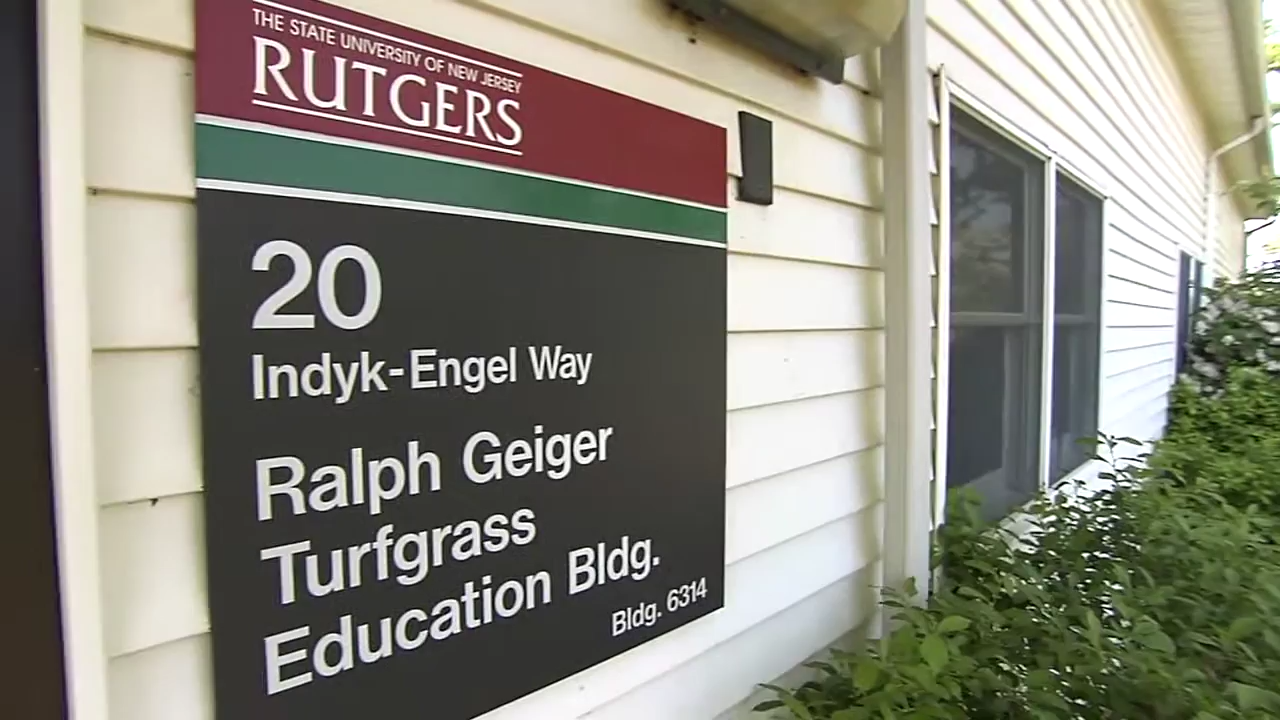 THE STATE UNIVERSITY OF NEW JERSEY
RUTGERS
20
Indyk-Engel Way
Ralph Geiger
Turfgrass
Education Bldg.
Bldg. 6314